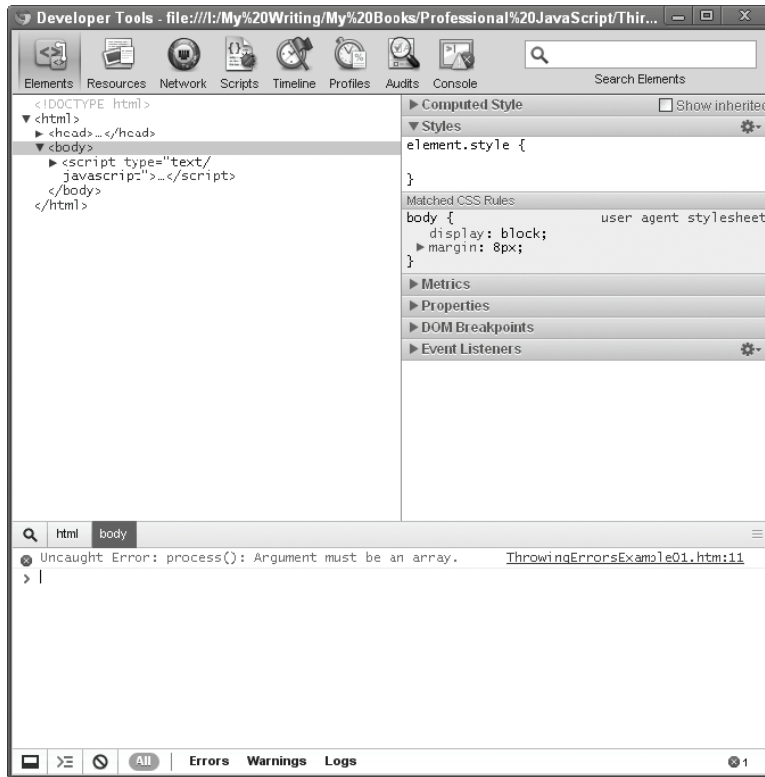 Developer Tools - file:///I:/My%20Writing/My%20Books/Professional%20JavaScript/Thir...
Elements Resources Network Scripts Timeline Profiles Audits Console Search Elements
<!DOCTYPE html>
▼<html>
▶<head>…</head>
▼<body>
▶<script type="text/
javascript">…</script>
</body>
</html>
▶Computed Style Show inherited
▼Styles
element.style {
}
Matched CSS Rules
body { user agent stylesheet
display: block;
▶margin: 8px;
}
▶Metrics
▶Properties
▶DOM Breakpoints
▶Event Listeners
html body
Uncaught Error: process(): Argument must be an array. ThrowingErrorsExample01.htm:11
>
All Errors Warnings Logs 1